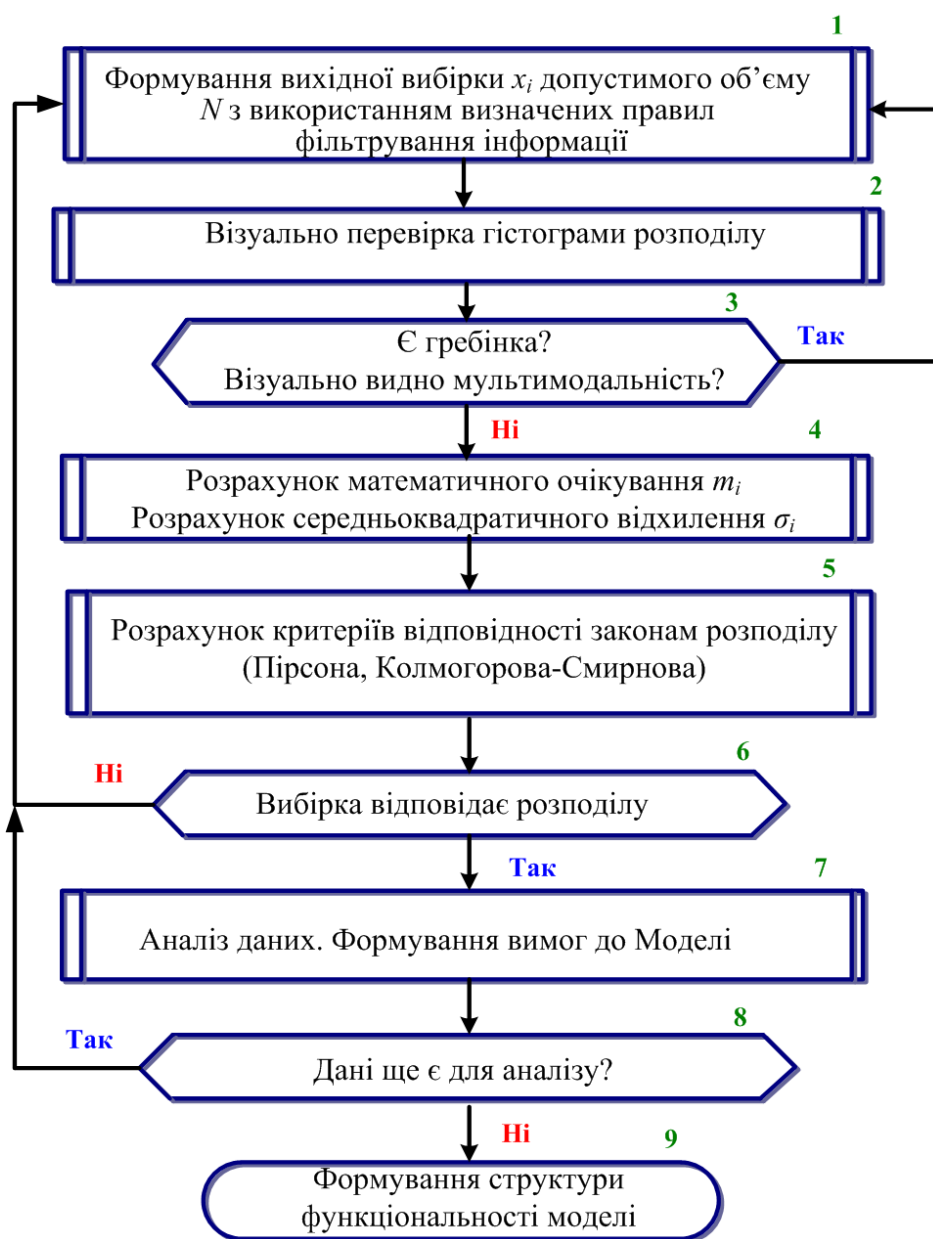 1
Формування вихідної вибірки xi допустимого об’єму
N з використанням визначених правил
фільтрування інформації
2
Візуально перевірка гістограми розподілу
3
Є гребінка?
Візуально видно мультимодальність?
Так
Ні
4
Розрахунок математичного очікування mi
Розрахунок середньоквадратичного відхилення σi
5
Розрахунок критеріїв відповідності законам розподілу
(Пірсона, Колмогорова-Смирнова)
6
Ні
Вибірка відповідає розподілу
Так
7
Аналіз даних. Формування вимог до Моделі
8
Так
Дані ще є для аналізу?
Ні
9
Формування структури
функціональності моделі